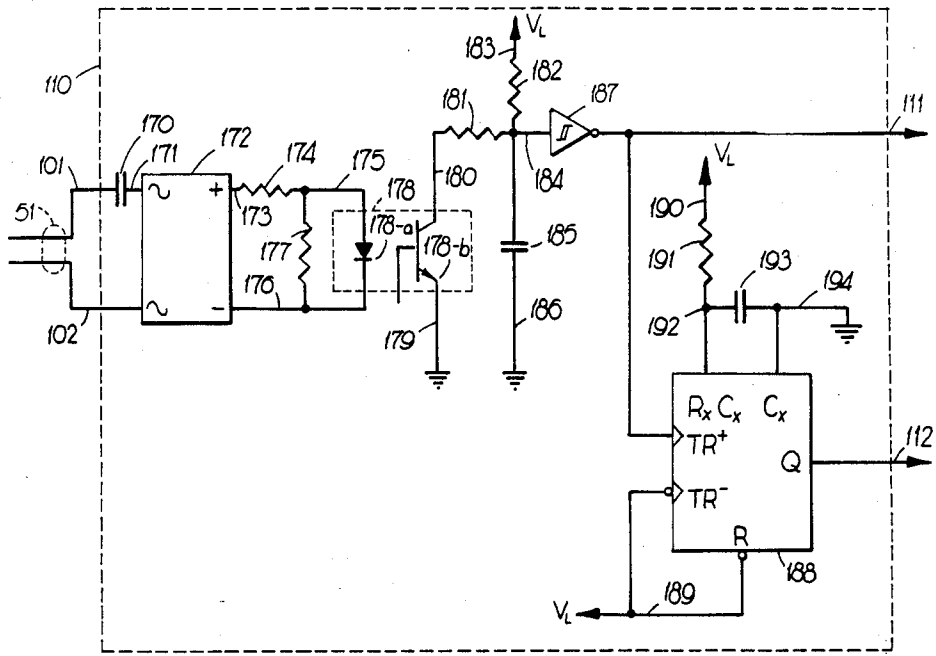 V_L
183
182
187
110
170
171
172
174
181
111
101
175
180
184
V_L
+
173
51
178
178-a
178-b
185
190
191
193
194
177
176
102
179
186
192
R_X C_X
C_X
TR⁺
Q
112
TR⁻
R
188
V_L
189